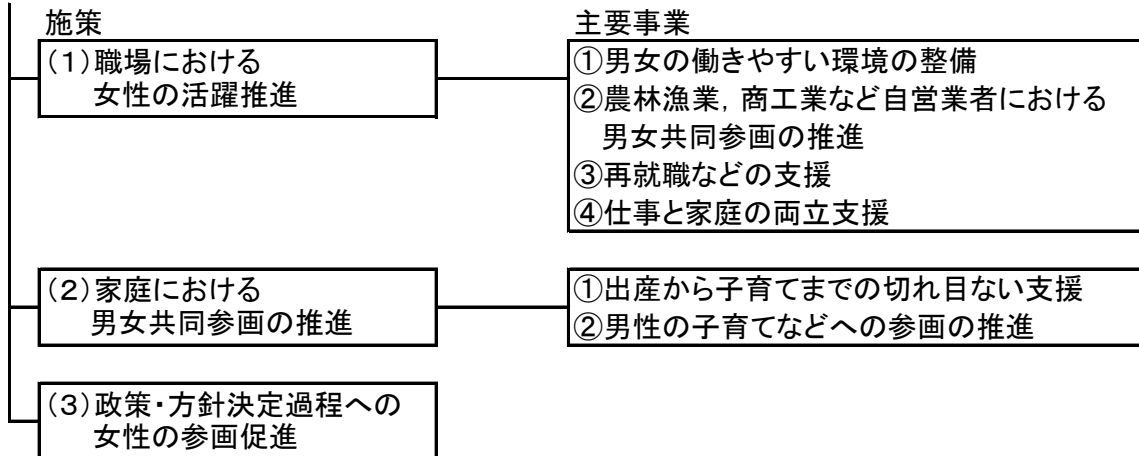 施策
(1)職場における
女性の活躍推進
(2)家庭における
男女共同参画の推進
(3)政策・方針決定過程への
女性の参画促進
主要事業
①男女の働きやすい環境の整備
②農林漁業,商工業など自営業者における
男女共同参画の推進
③再就職などの支援
④仕事と家庭の両立支援
①出産から子育てまでの切れ目ない支援
②男性の子育てなどへの参画の推進